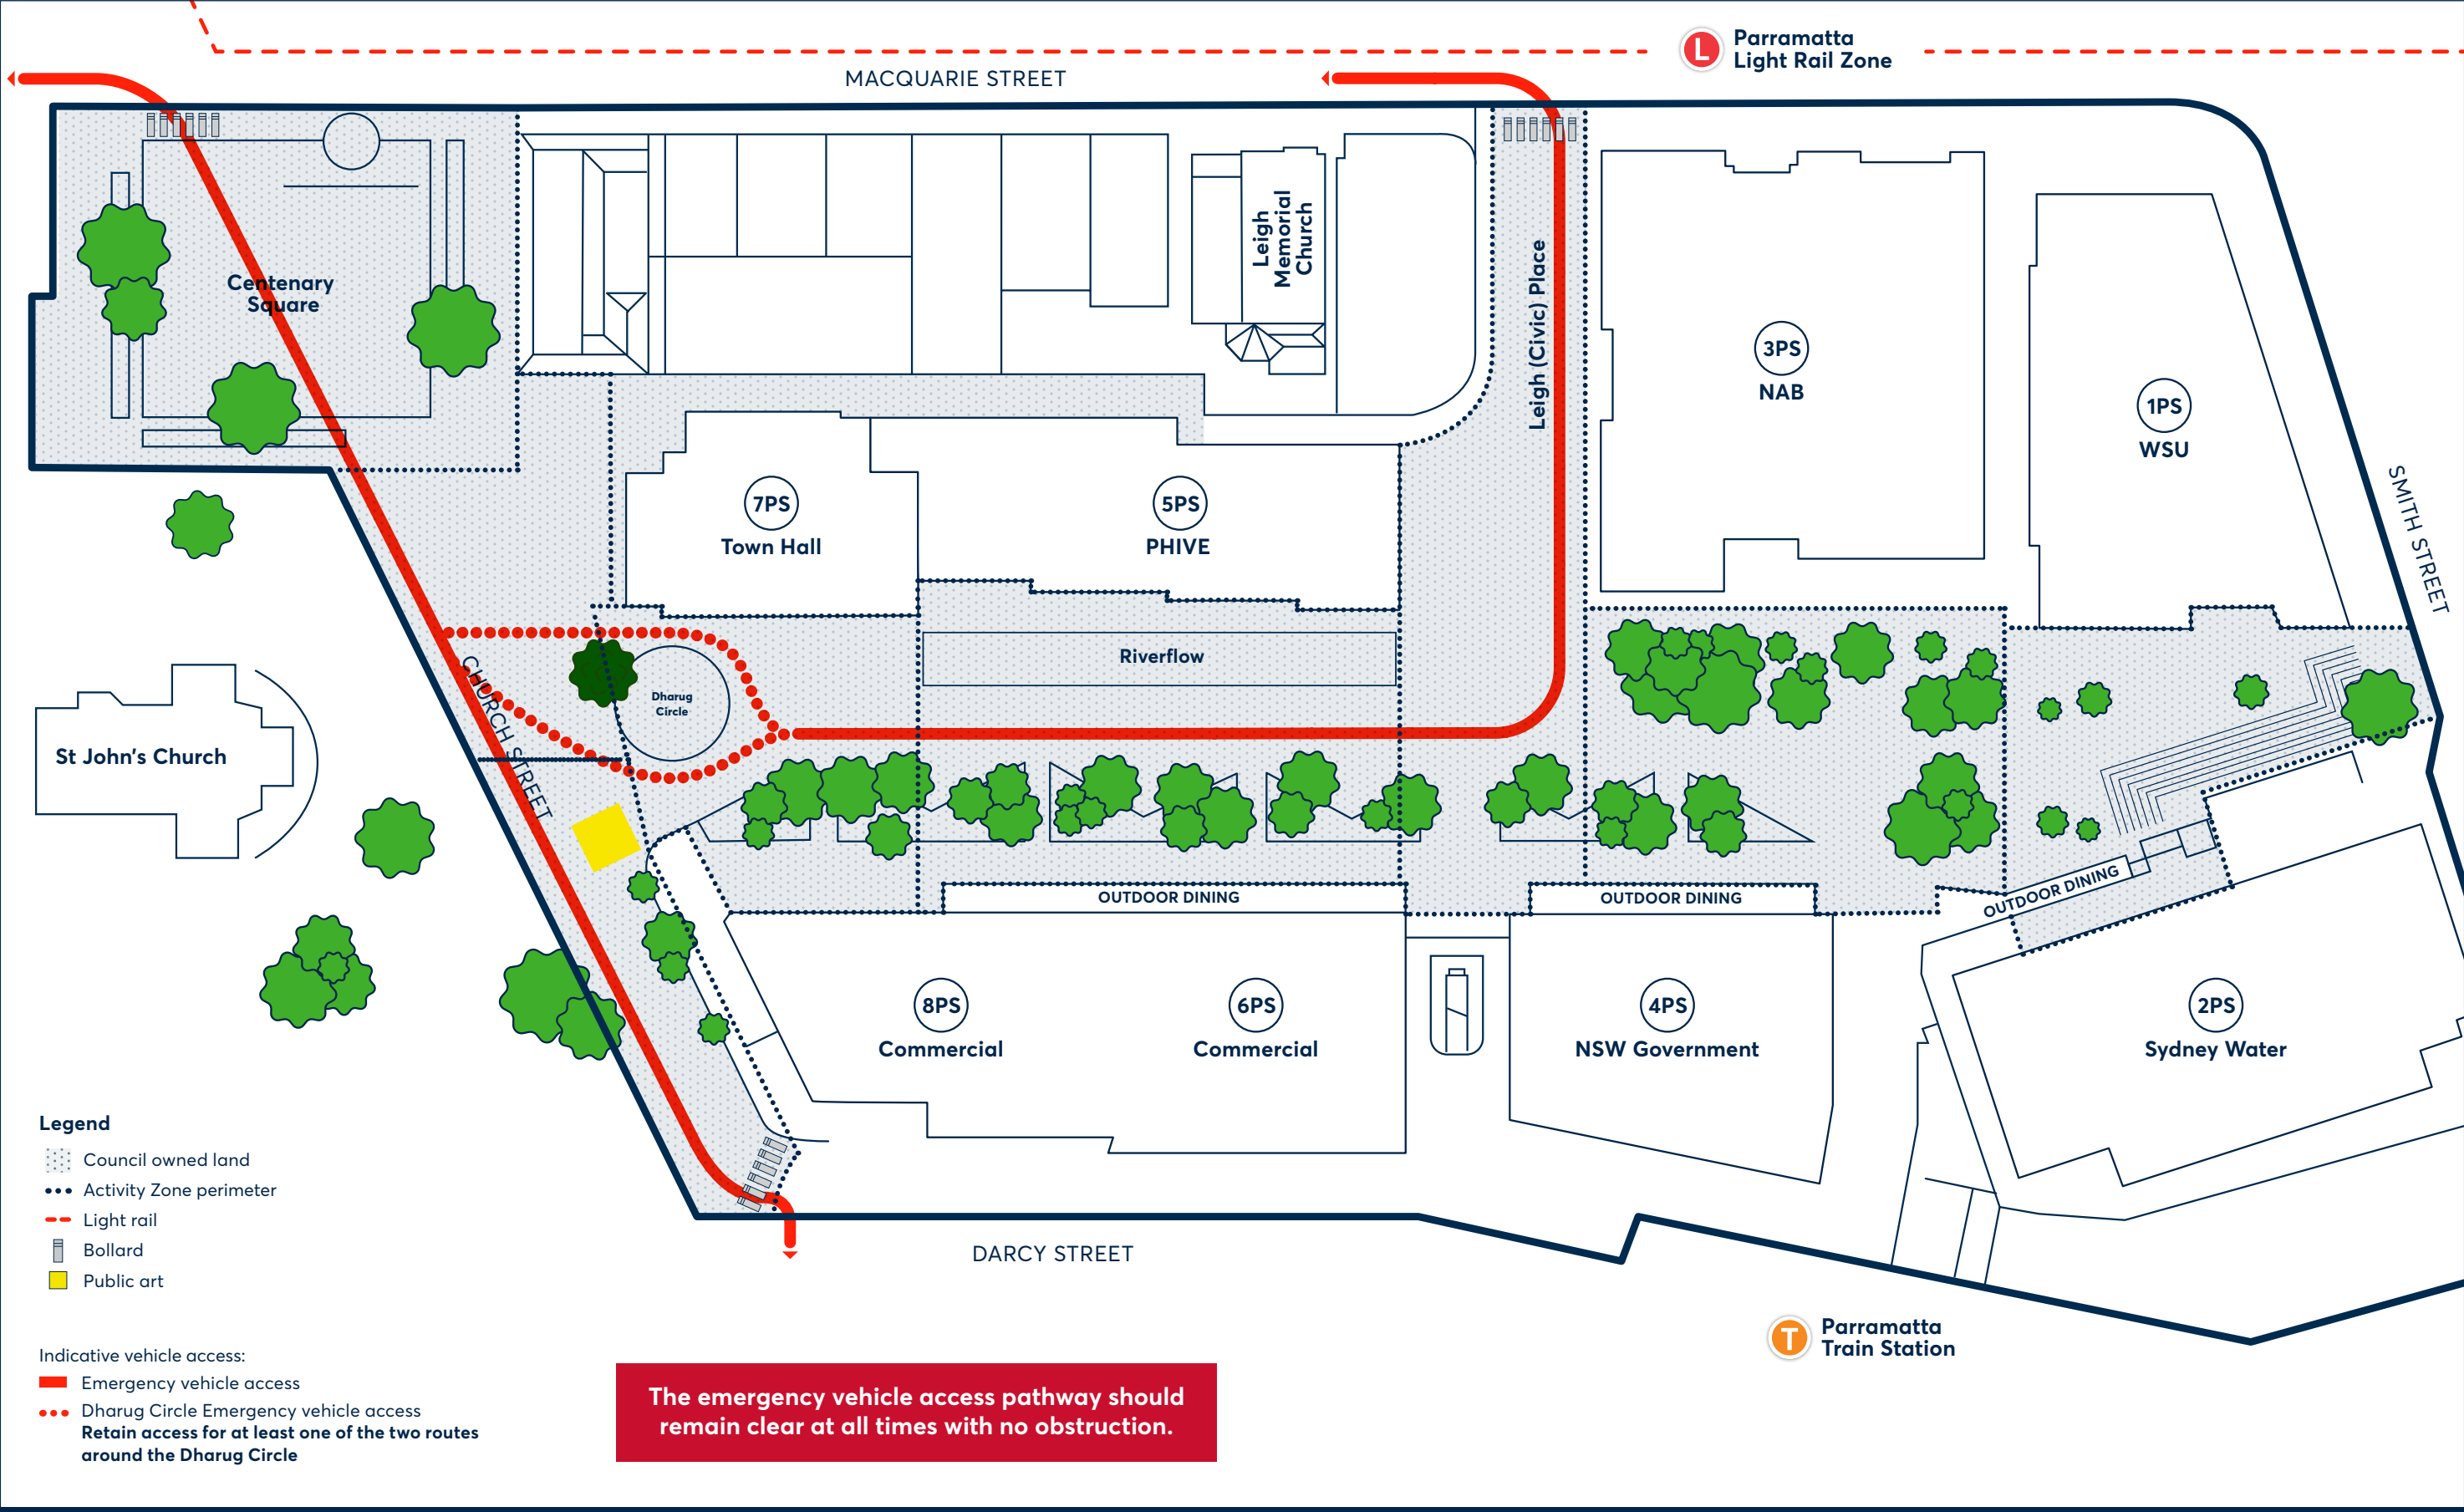 L
Parramatta
Light Rail Zone
MACQUARIE STREET
Centenary
Square
Leigh
Memorial
Church
Leigh (Civic) Place
3PS
NAB
1PS
WSU
SMITH STREET
7PS
Town Hall
5PS
PHIVE
Riverflow
Dharug
Circle
CHURCH STREET
St John's Church
OUTDOOR DINING
OUTDOOR DINING
OUTDOOR DINING
8PS
Commercial
6PS
Commercial
4PS
NSW Government
2PS
Sydney Water
DARCY STREET
T
Parramatta
Train Station
Legend
Council owned land
Activity Zone perimeter
Light rail
Bollard
Public art
Indicative vehicle access:
Emergency vehicle access
Dharug Circle Emergency vehicle access
Retain access for at least one of the two routes
around the Dharug Circle
The emergency vehicle access pathway should
remain clear at all times with no obstruction.